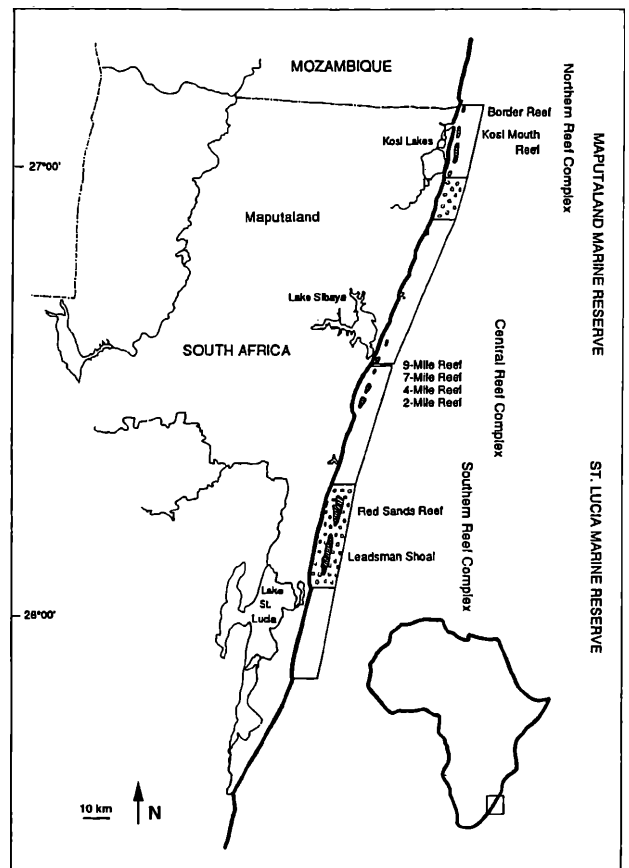 MOZAMBIQUE
Border Reef
Kosi Lakes
Kosi Mouth
Reef
27°00'
Maputaland
Lake Sibaya
SOUTH AFRICA
9-Mile Reef
7-Mile Reef
4-Mile Reef
2-Mile Reef
Red Sands Reef
Leadsman Shoal
Lake
St.
Lucia
28°00'
10 km
N
Northern Reef Complex
MAPUTALAND MARINE RESERVE
Central Reef Complex
Southern Reef Complex
ST. LUCIA MARINE RESERVE